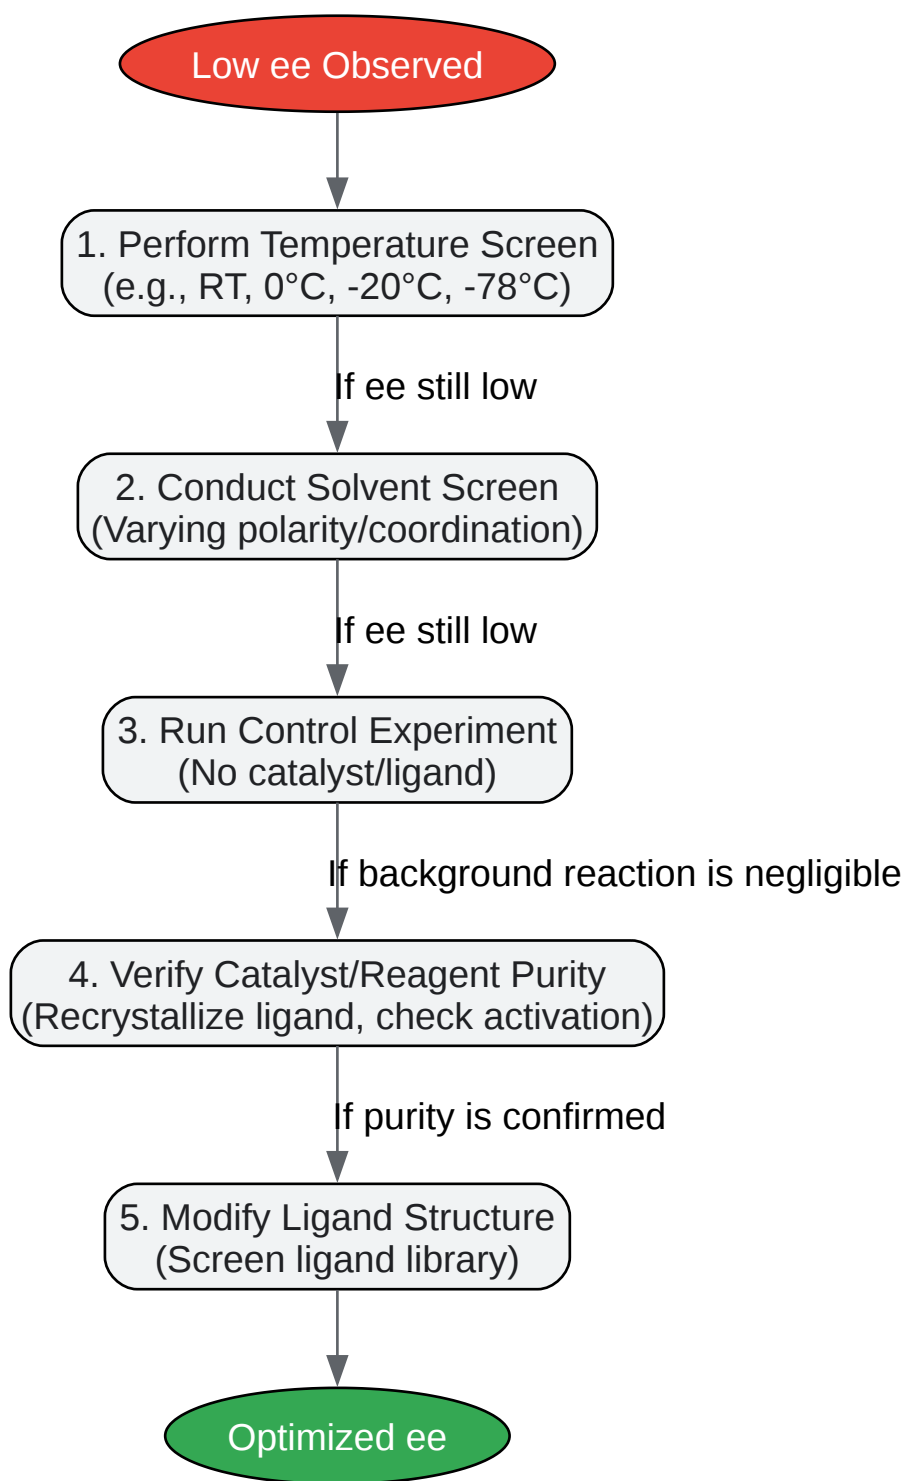 Low ee Observed
1. Perform Temperature Screen
(e.g., RT, 0°C, -20°C, -78°C)
If ee still low
2. Conduct Solvent Screen
(Varying polarity/coordination)
If ee still low
3. Run Control Experiment
(No catalyst/ligand)
If background reaction is negligible
4. Verify Catalyst/Reagent Purity
(Recrystallize ligand, check activation)
If purity is confirmed
5. Modify Ligand Structure
(Screen ligand library)
Optimized ee